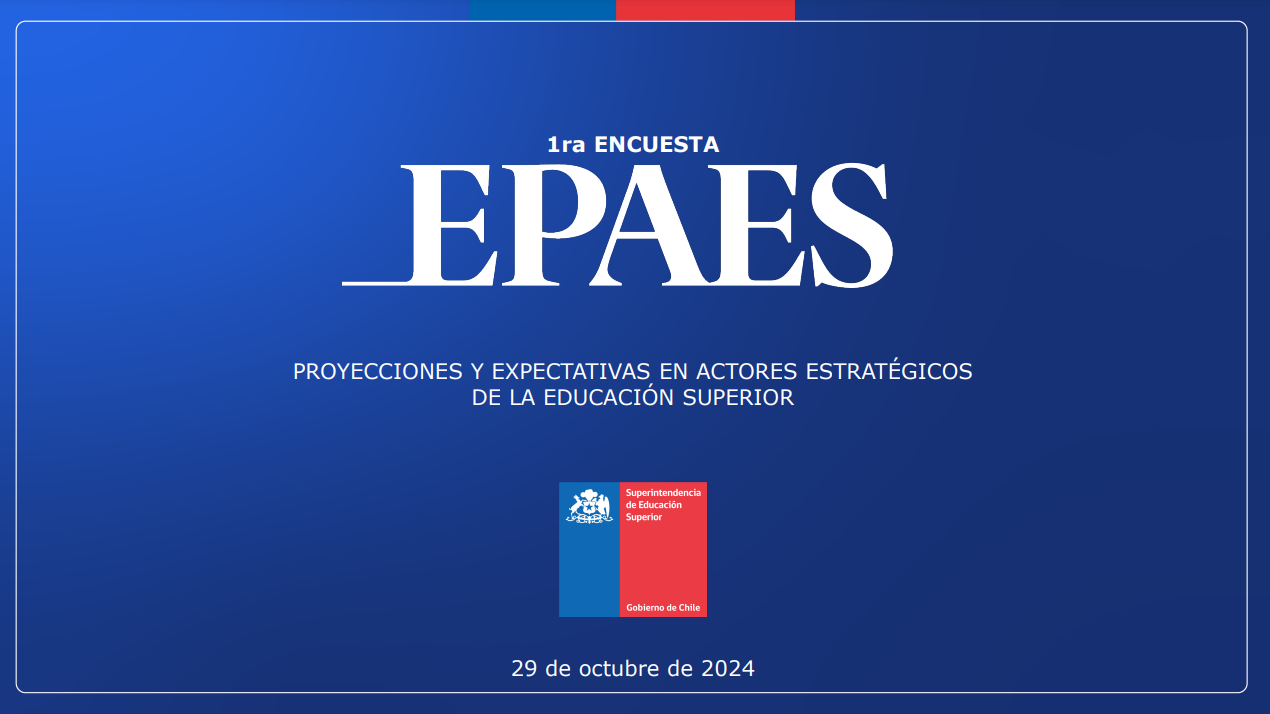 1ra ENCUESTA
EPAES
PROYECCIONES Y EXPECTATIVAS EN ACTORES ESTRATÉGICOS
DE LA EDUCACIÓN SUPERIOR
Superintendencia
de Educación
Superior
Gobierno de Chile
29 de octubre de 2024